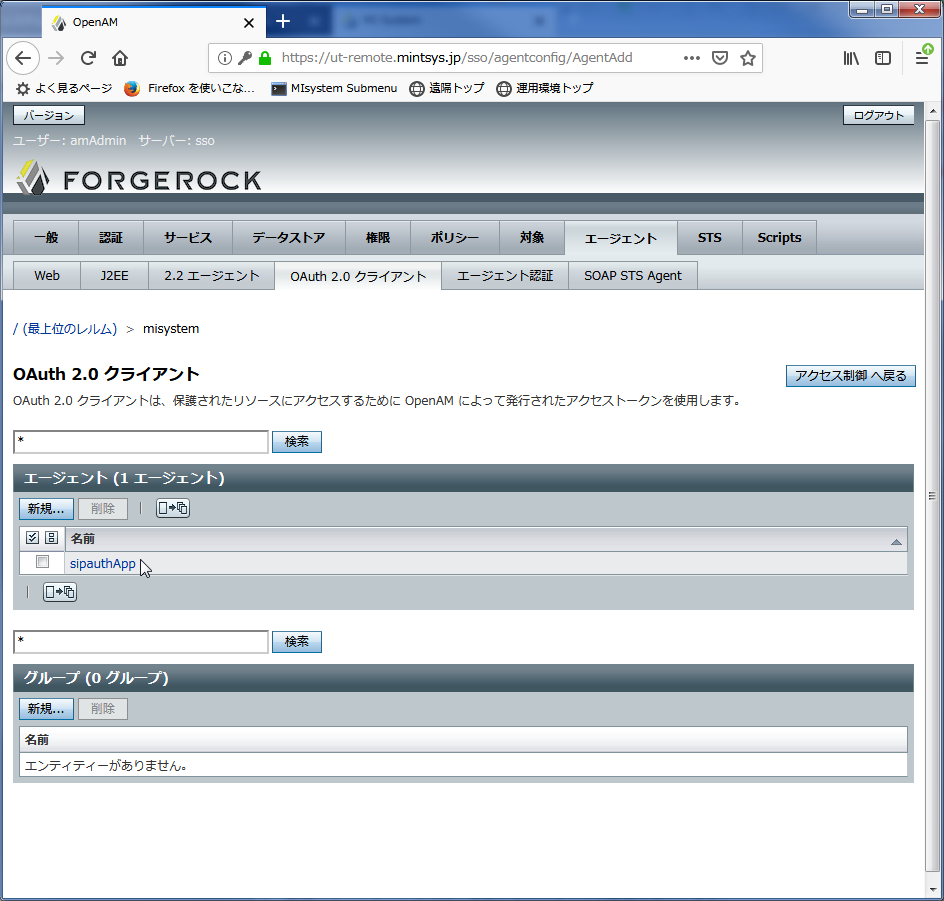 OpenAM
https://ut-remote.mintsys.jp/sso/agentconfig/AgentAdd
よく見るページ Firefox を使いこな... MIsystem Submenu 遠隔トップ 運用環境トップ
バージョン ログアウト
ユーザー: amAdmin サーバー: sso
FORGEROCK
一般 認証 サービス データストア 権限 ポリシー 対象 エージェント STS Scripts
Web J2EE 2.2 エージェント OAuth 2.0 クライアント エージェント認証 SOAP STS Agent
/ (最上位のレルム) > misystem
OAuth 2.0 クライアント アクセス制御 へ戻る
OAuth 2.0 クライアントは、保護されたリソースにアクセスするために OpenAM によって発行されたアクセストークンを使用します。
* 検索
エージェント (1 エージェント)
新規... 削除
名前
sipauthApp
* 検索
グループ (0 グループ)
新規... 削除
名前
エンティティーがありません。